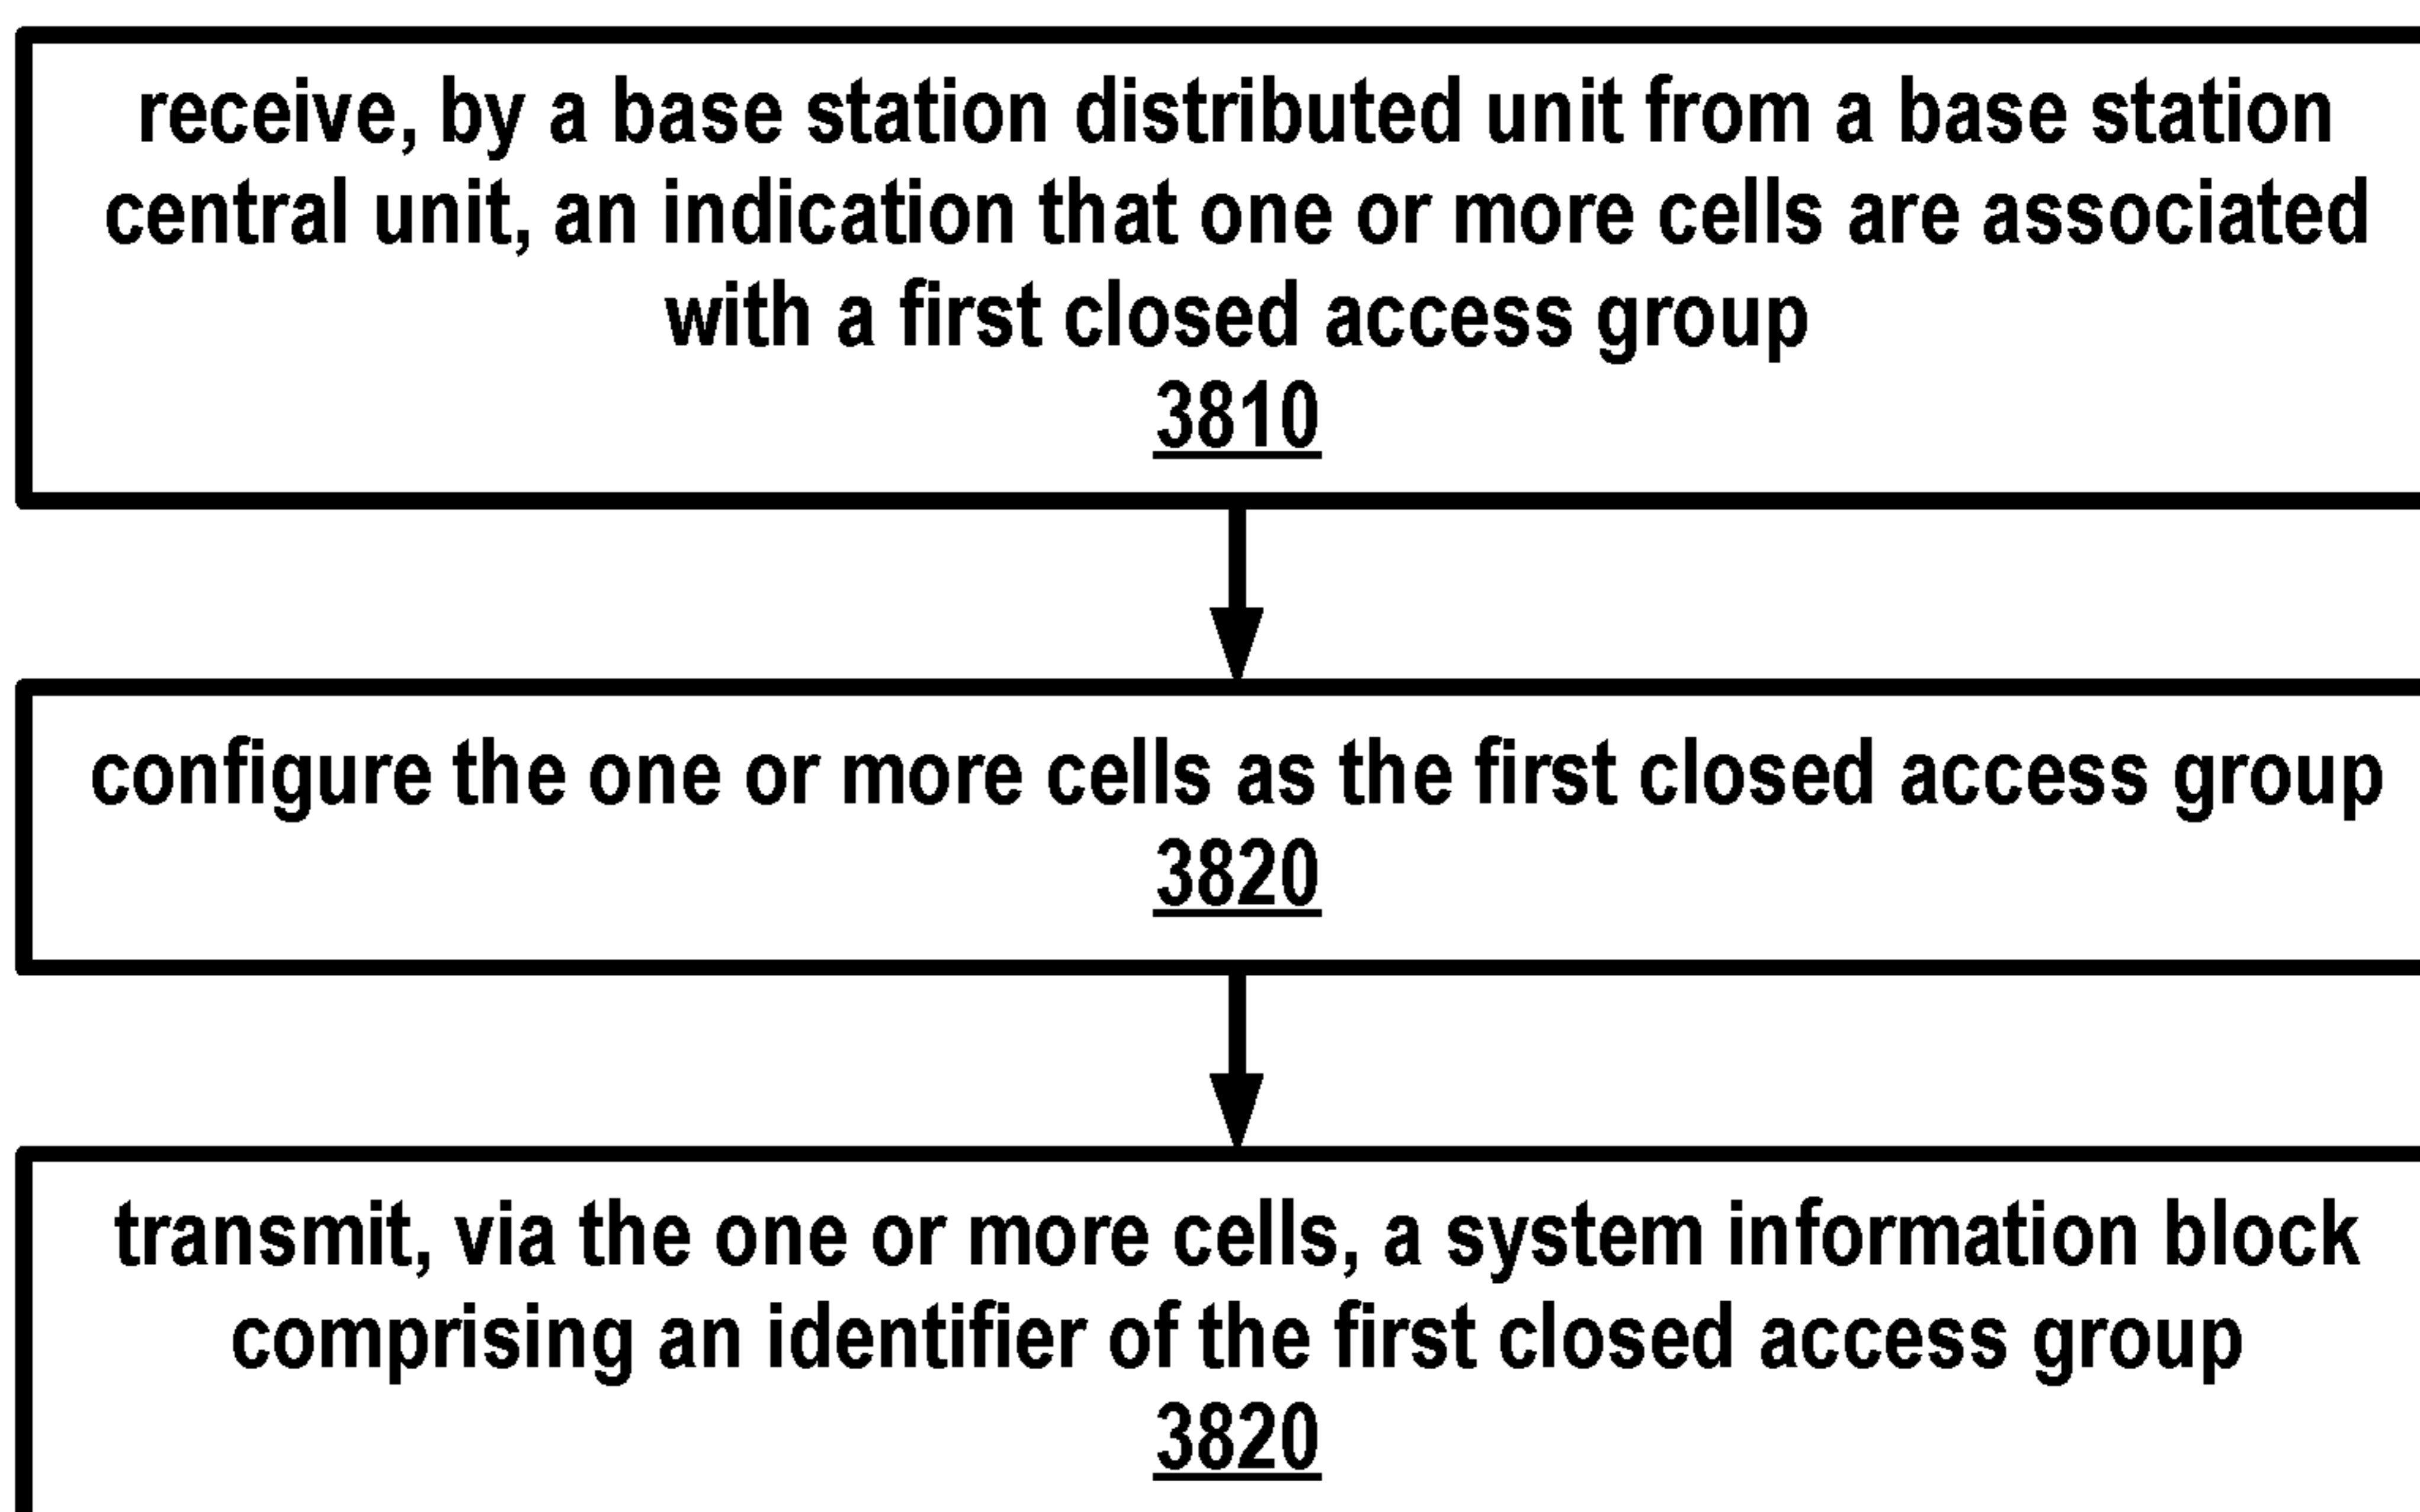 receive, by a base station distributed unit from a base station
central unit, an indication that one or more cells are associated
with a first closed access group
3810
configure the one or more cells as the first closed access group
3820
transmit, via the one or more cells, a system information block
comprising an identifier of the first closed access group
3820